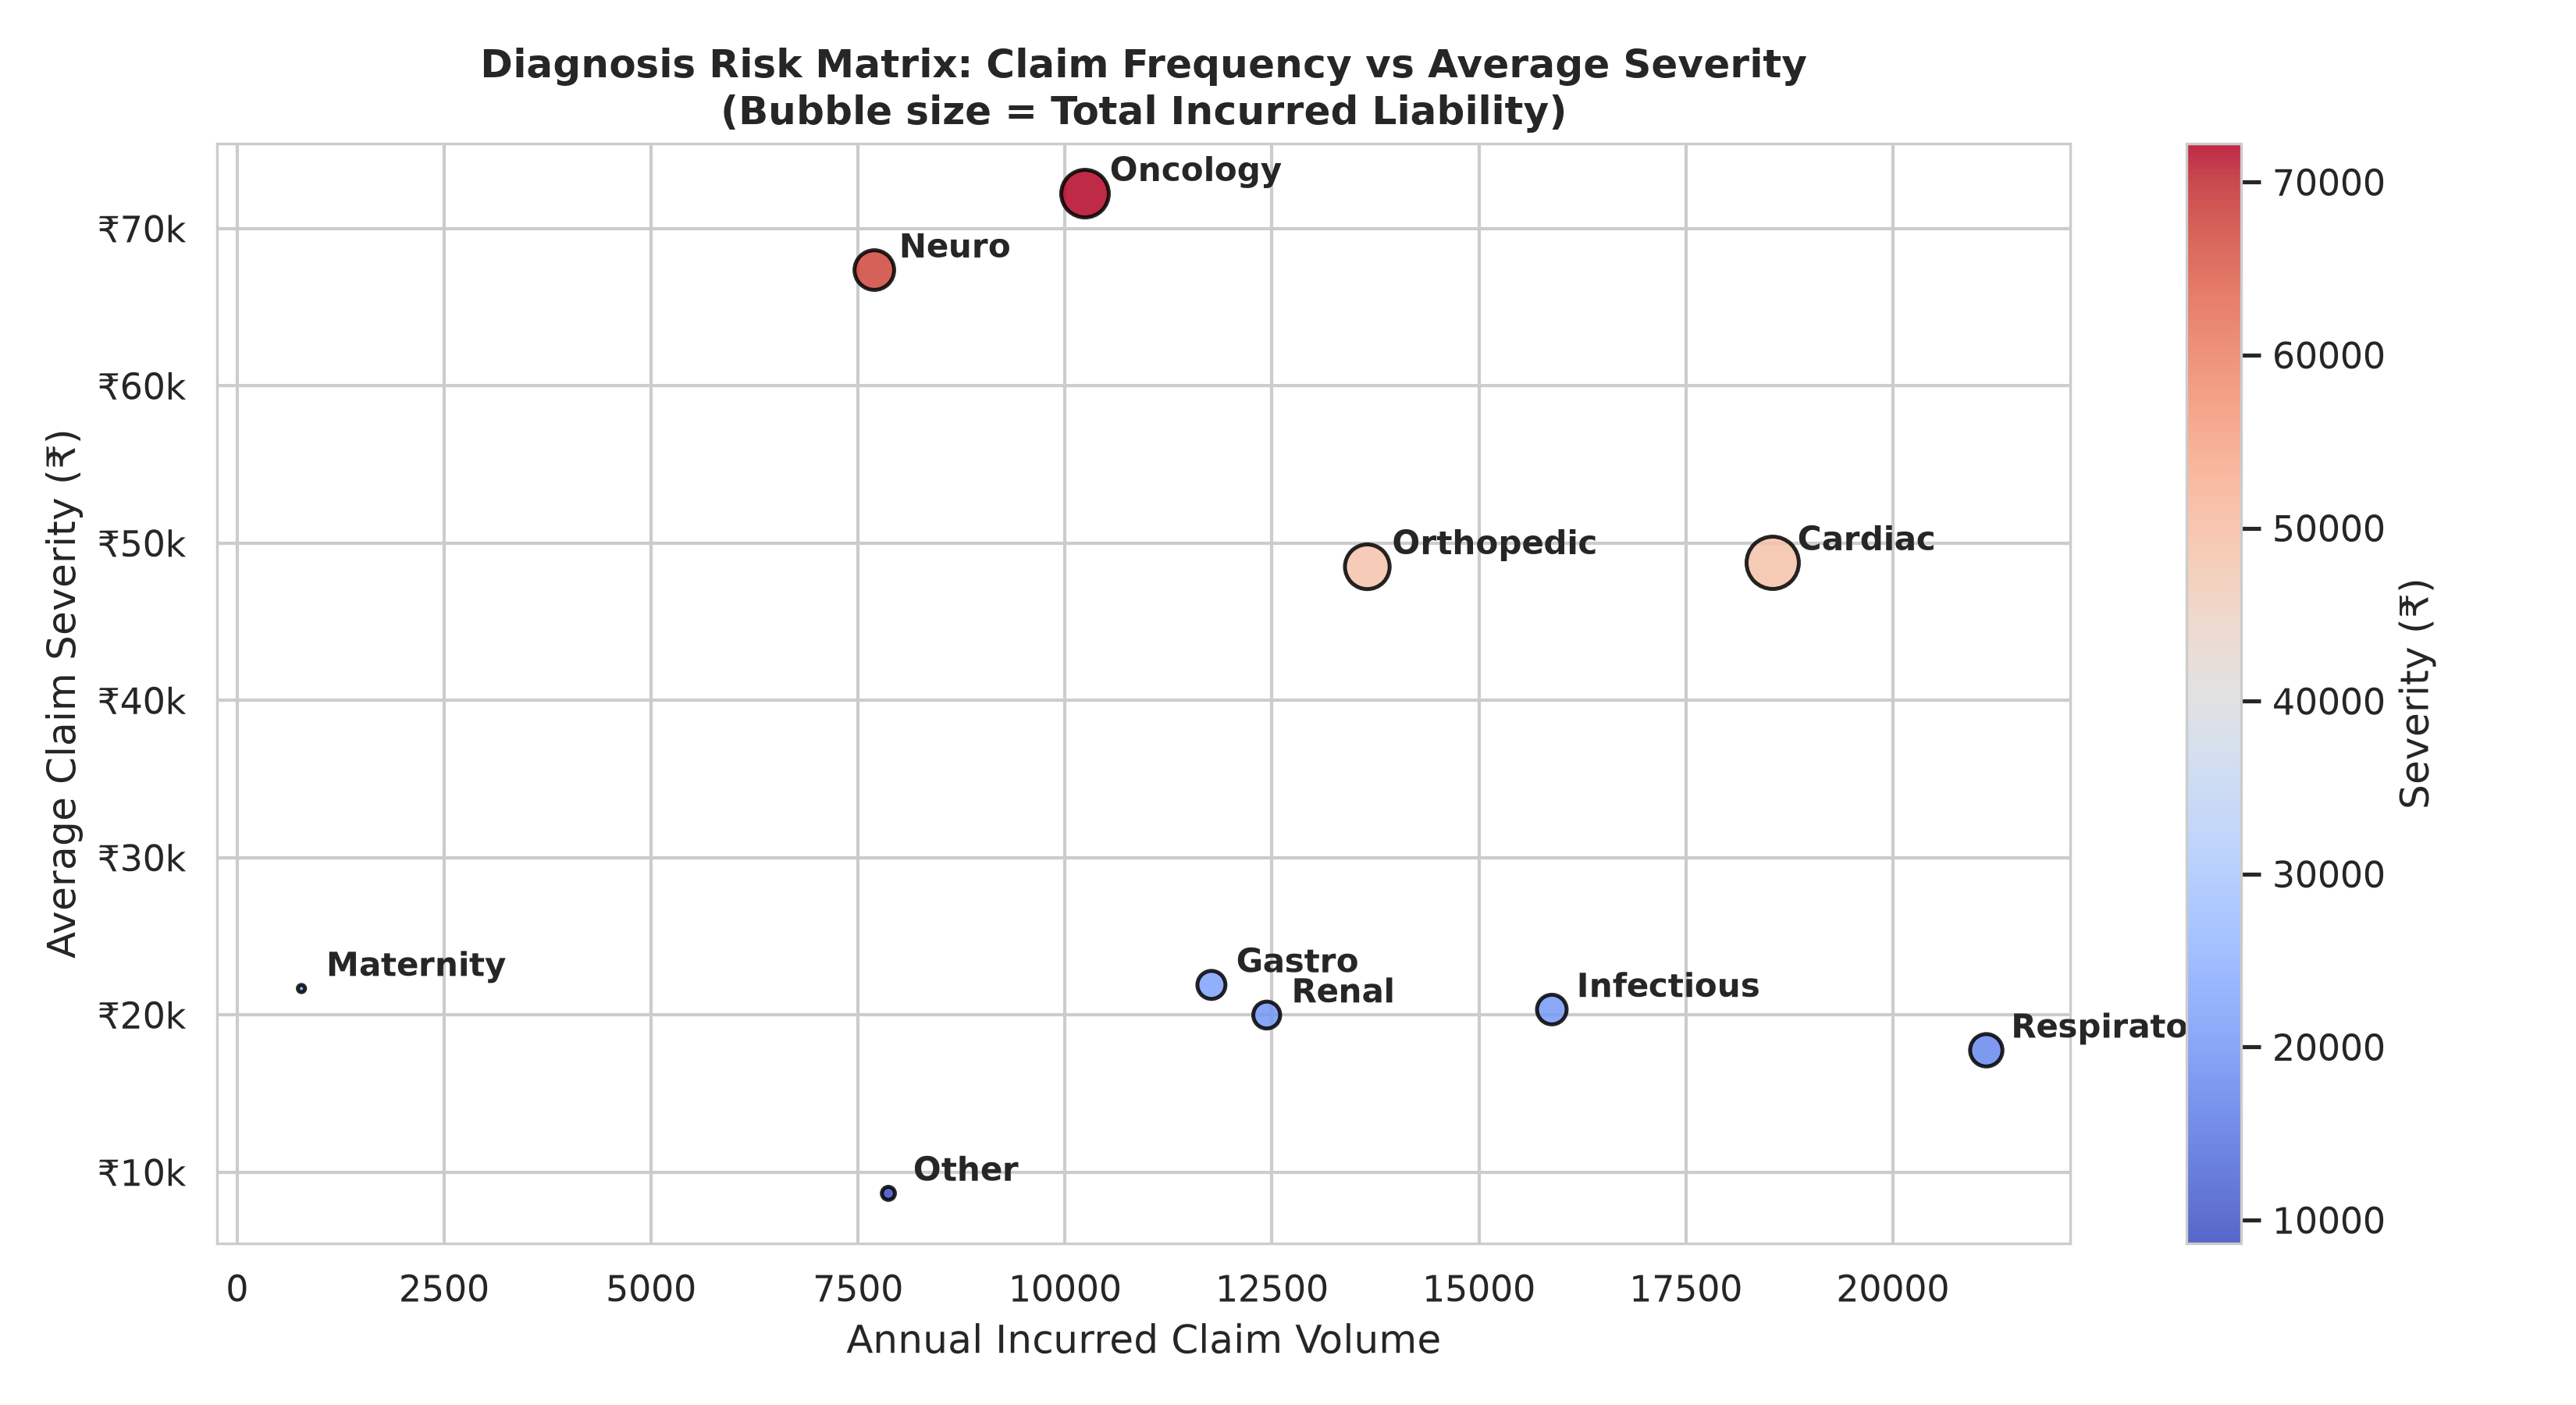 Diagnosis Risk Matrix: Claim Frequency vs Average Severity
(Bubble size = Total Incurred Liability)
Average Claim Severity (₹)
₹70k
₹60k
₹50k
₹40k
₹30k
₹20k
₹10k
Oncology
Neuro
Orthopedic
Cardiac
Maternity
Gastro
Renal
Infectious
Respirato
Other
0 2500 5000 7500 10000 12500 15000 17500 20000
Annual Incurred Claim Volume
70000
60000
50000
40000
30000
20000
10000
Severity (₹)